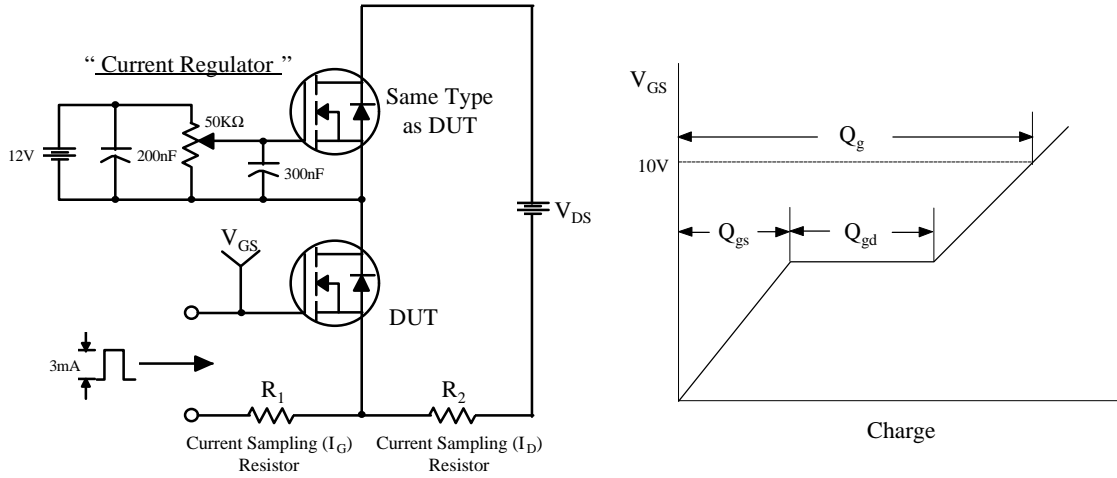 “ Current Regulator ”
12V
200nF
50KΩ
300nF
Same Type
as DUT
V_DS
V_GS
DUT
3mA
R_1
R_2
Current Sampling (I_G)
Resistor
Current Sampling (I_D)
Resistor
V_GS
Q_g
10V
Q_gs
Q_gd
Charge